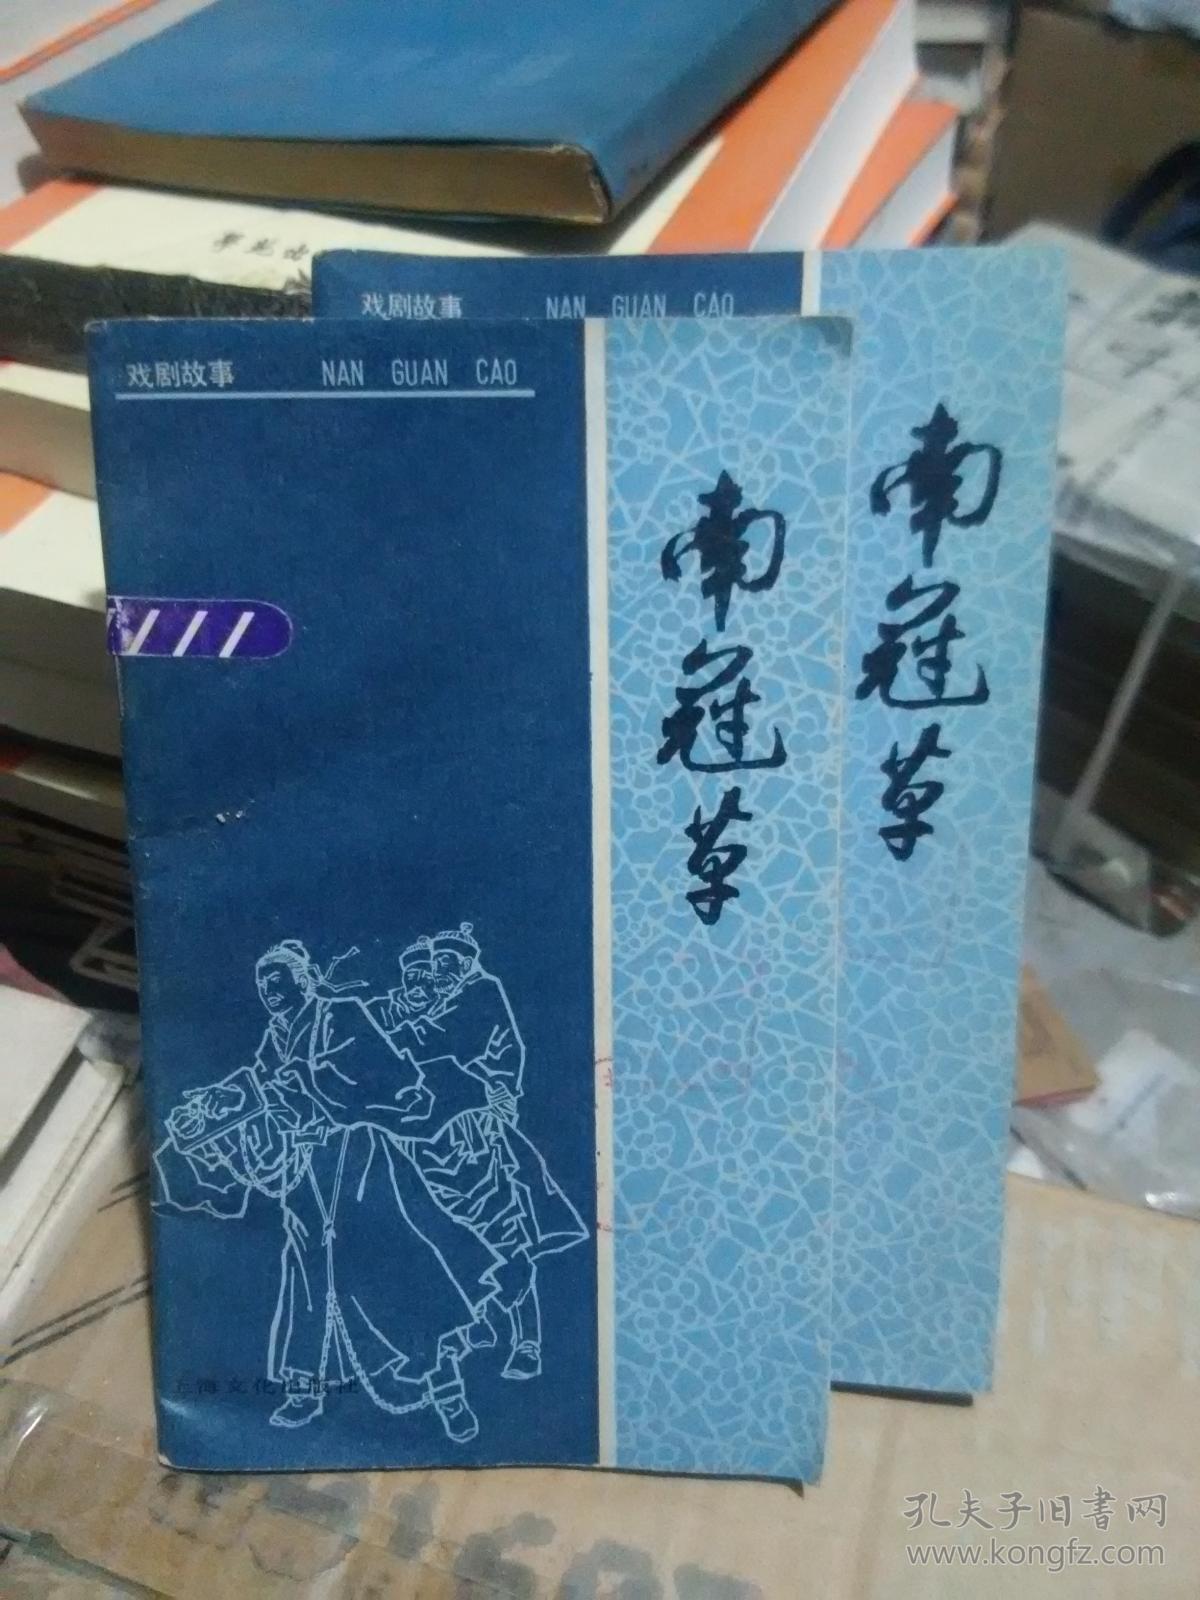 戏剧故事 NAN GUAN CAO
南冠草
戏剧故事 NAN GUAN CAO
南冠草
上海文化出版社
孔夫子旧书网
www.kongfz.com